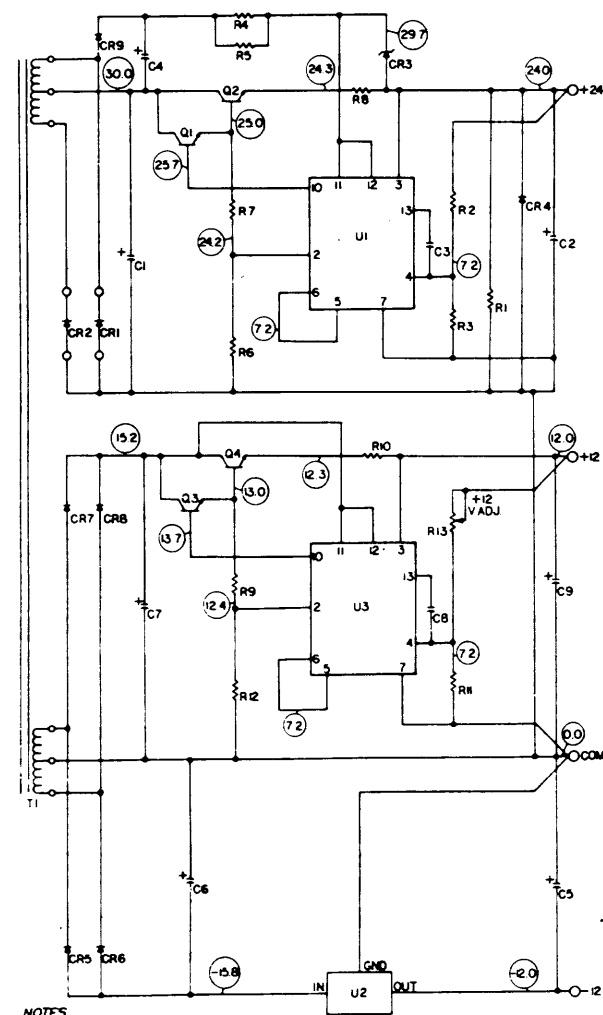 R4
29.7
CR9
C4
R5
CR3
30.0
Q2
24.3
R8
24.0
+24
25.0
Q1
25.7
10
11
12
3
R7
13
R2
CR4
U1
C3
C2
24.2
2
4
7.2
C1
6
5
7
R3
R1
7.2
CR2
CR1
R6
15.2
Q4
R10
12.0
+12
12.3
Q3
13.0
+12
V ADJ.
13.7
10
11
12
3
R13
CR7
CR8
13
R9
U3
C8
C9
C7
12.4
2
4
7.2
6
5
7
R11
R12
7.2
0.0
COM
T1
C6
C5
CR5
CR6
GND
-15.8
IN
U2
OUT
-12.0
-12
NOTES